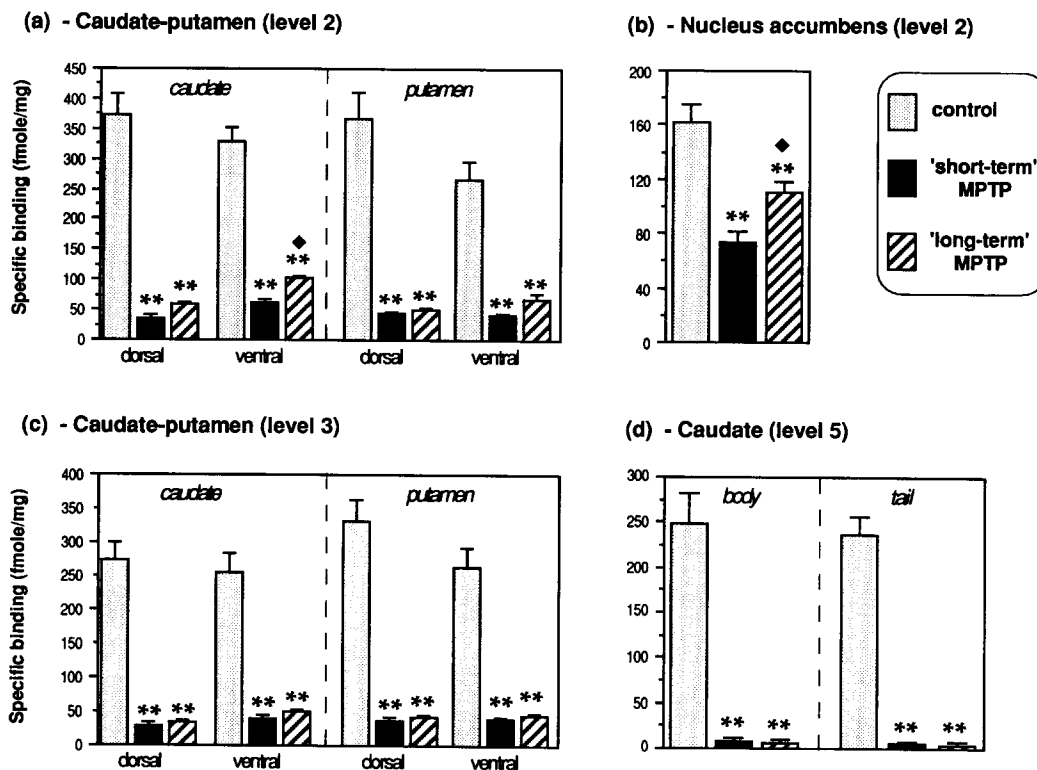 (a) - Caudate-putamen (level 2)
Specific binding (fmole/mg)
450
400
350
300
250
200
150
100
50
0
caudate
putamen
** ** ** ◆ ** ** ** ** **
dorsal ventral dorsal ventral
(b) - Nucleus accumbens (level 2)
200
160
120
80
40
0
** ◆ **
control
'short-term' MPTP
'long-term' MPTP
(c) - Caudate-putamen (level 3)
Specific binding (fmole/mg)
400
350
300
250
200
150
100
50
0
caudate
putamen
** ** ** ** ** ** ** **
dorsal ventral dorsal ventral
(d) - Caudate (level 5)
300
250
200
150
100
50
0
body
tail
** ** ** **